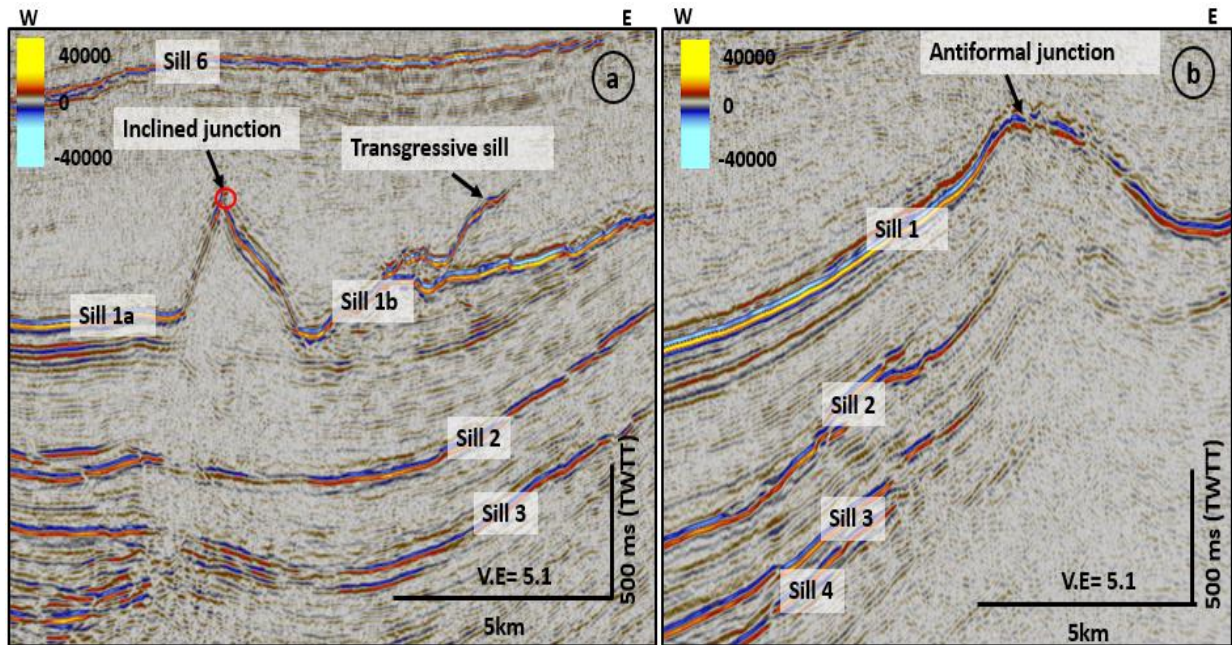 W
E
40000
0
-40000
Sill 6
a
Inclined junction
Transgressive sill
Sill 1a
Sill 1b
Sill 2
Sill 3
V.E= 5.1
500 ms (TWTT)
5km
W
E
40000
0
-40000
Antiformal junction
b
Sill 1
Sill 2
Sill 3
Sill 4
V.E= 5.1
500 ms (TWTT)
5km